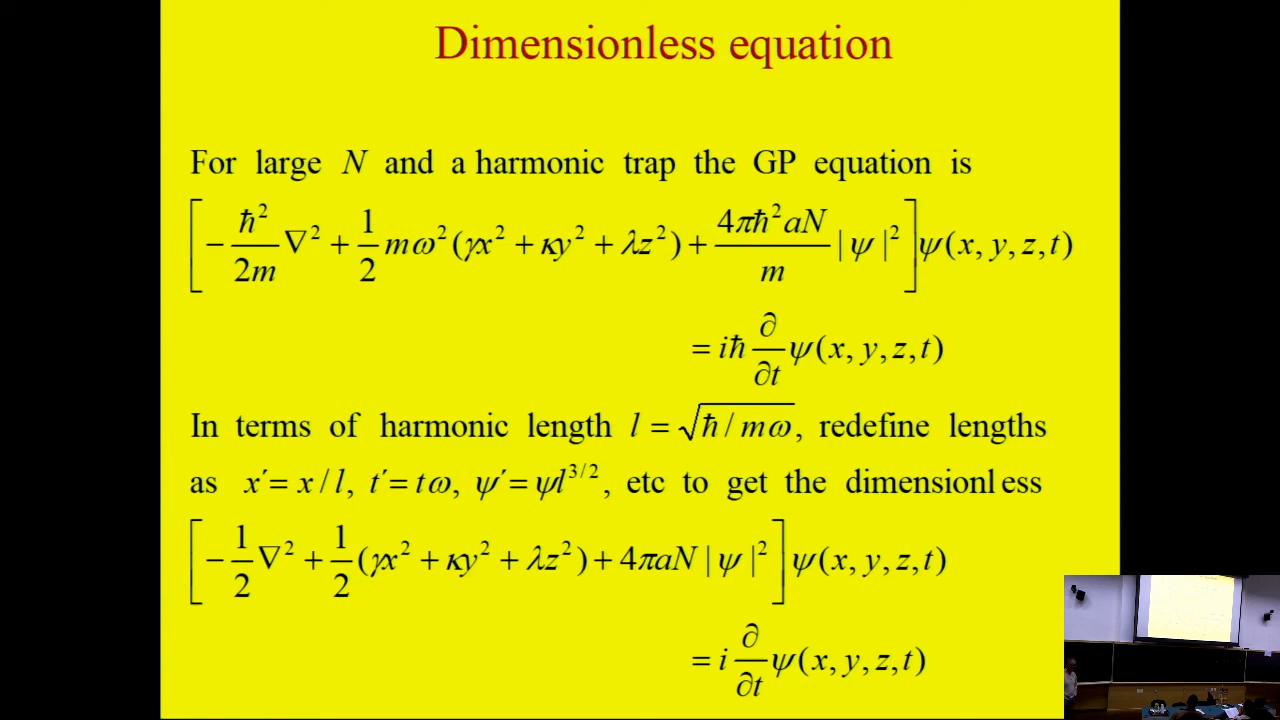 Dimensionless equation
For large N and a harmonic trap the GP equation is
[ − ℏ²/2m ∇² + 1/2 mω²(γx² + κy² + λz²) + 4πℏ²aN/m |ψ|² ] ψ(x, y, z, t)
= iℏ ∂/∂t ψ(x, y, z, t)
In terms of harmonic length l = √ℏ / mω, redefine lengths
as x′ = x / l, t′ = tω, ψ′ = ψl^3/2, etc to get the dimensionl ess
[ − 1/2 ∇² + 1/2 (γx² + κy² + λz²) + 4πaN |ψ|² ] ψ(x, y, z, t)
= i ∂/∂t ψ(x, y, z, t)